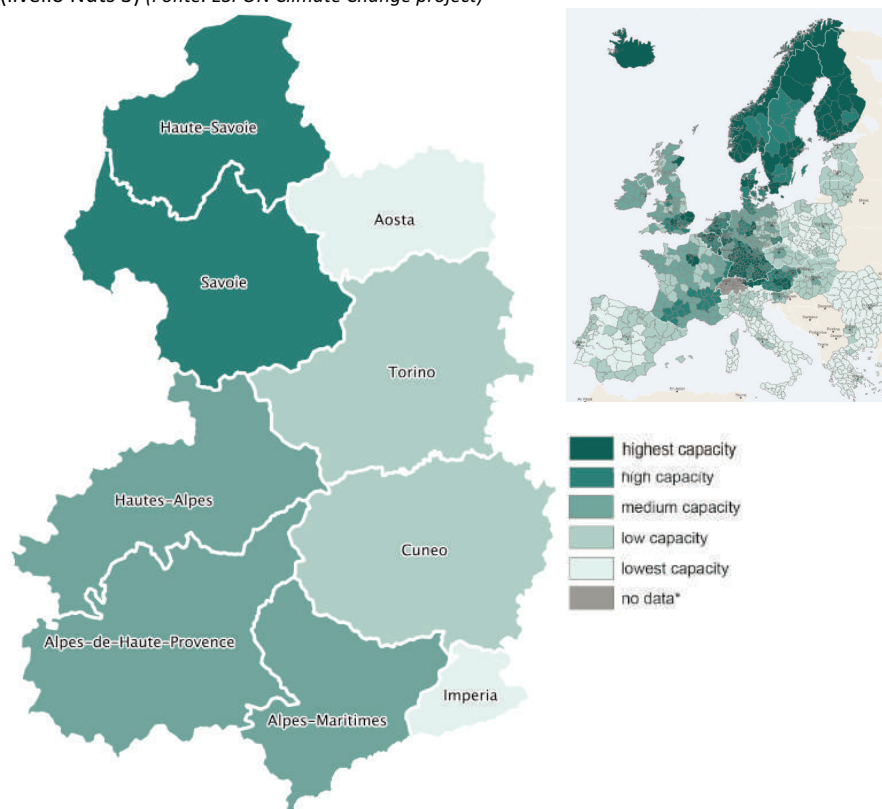 (livello Nuts 3) (Fonte: ESPON Climate Change project)
Haute-Savoie
Aosta
Savoie
Torino
Hautes-Alpes
Cuneo
Alpes-de-Haute-Provence
Imperia
Alpes-Maritimes
highest capacity
high capacity
medium capacity
low capacity
lowest capacity
no data*